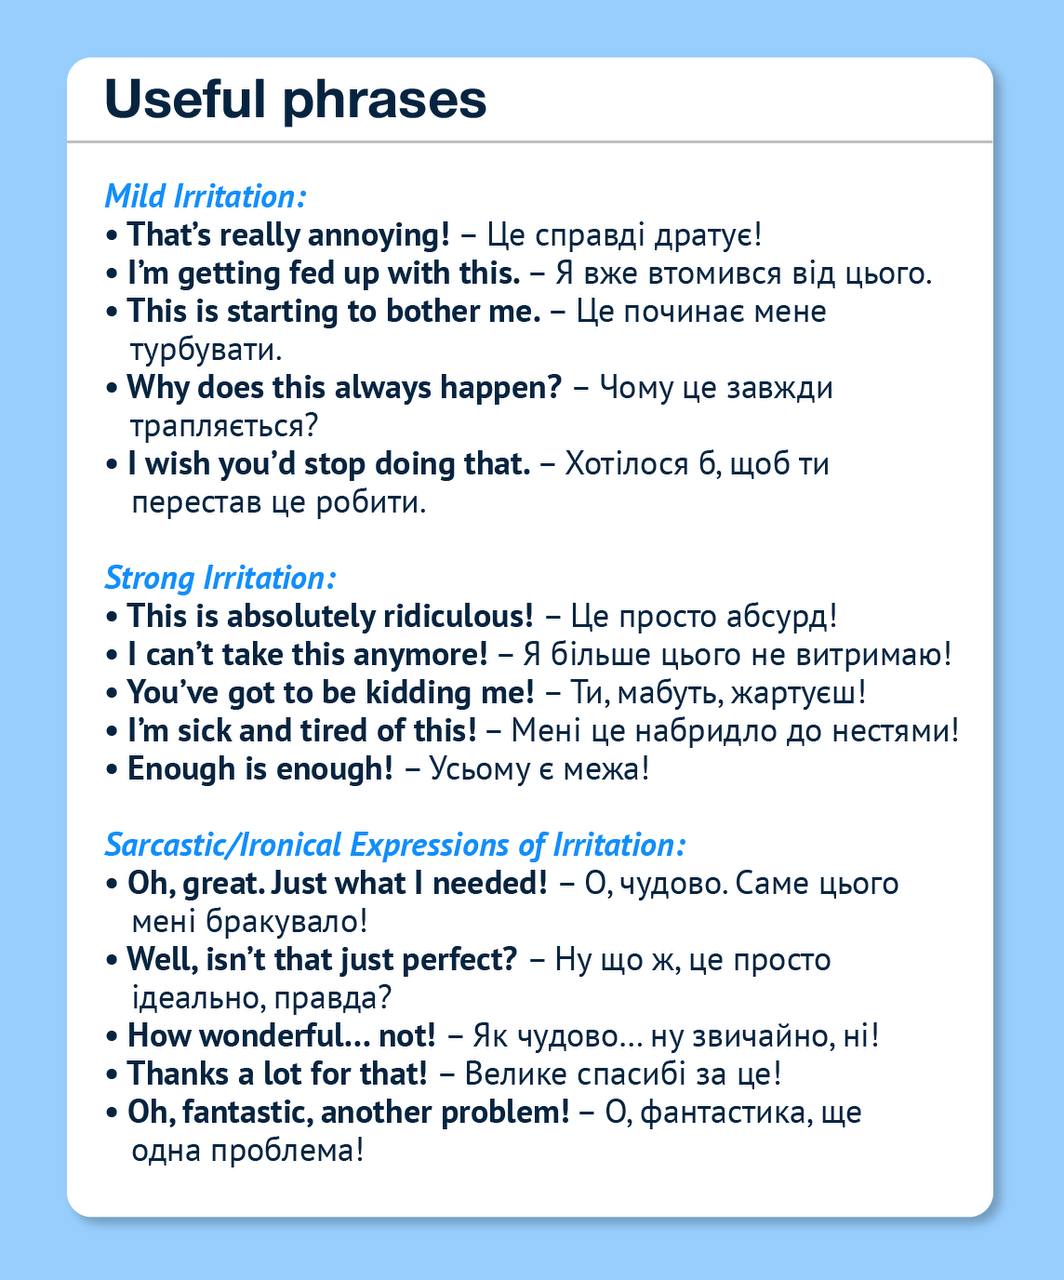 Useful phrases
Mild Irritation:
• That’s really annoying! – Це справді дратує!
• I’m getting fed up with this. – Я вже втомився від цього.
• This is starting to bother me. – Це починає мене
турбувати.
• Why does this always happen? – Чому це завжди
трапляється?
• I wish you’d stop doing that. – Хотілося б, щоб ти
перестав це робити.
Strong Irritation:
• This is absolutely ridiculous! – Це просто абсурд!
• I can’t take this anymore! – Я більше цього не витримаю!
• You’ve got to be kidding me! – Ти, мабуть, жартуєш!
• I’m sick and tired of this! – Мені це набридло до нестями!
• Enough is enough! – Усьому є межа!
Sarcastic/Ironical Expressions of Irritation:
• Oh, great. Just what I needed! – О, чудово. Саме цього
мені бракувало!
• Well, isn’t that just perfect? – Ну що ж, це просто
ідеально, правда?
• How wonderful... not! – Як чудово... ну звичайно, ні!
• Thanks a lot for that! – Велике спасибі за це!
• Oh, fantastic, another problem! – О, фантастика, ще
одна проблема!